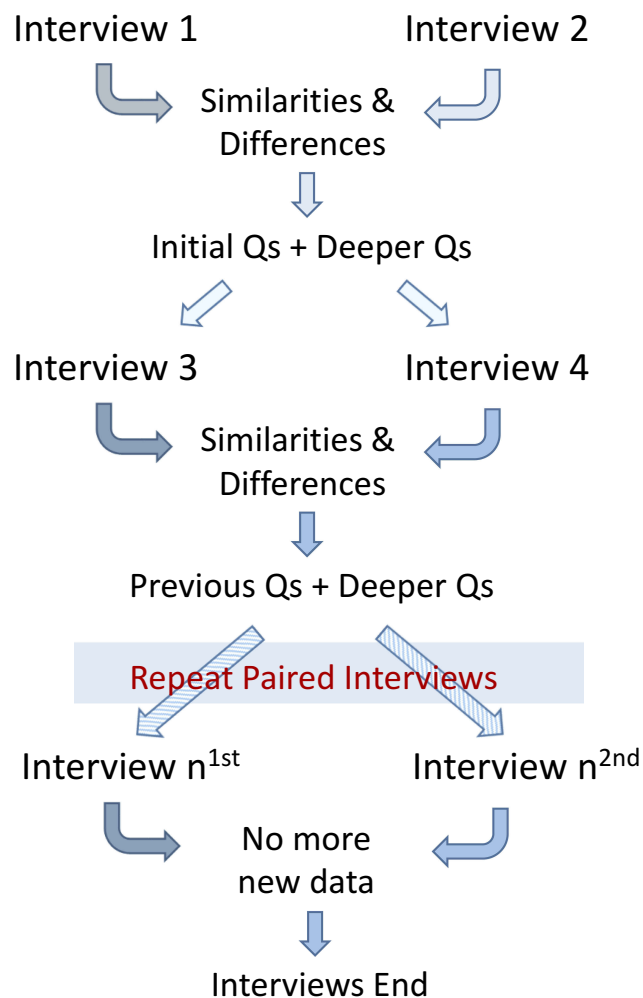 Interview 1
Interview 2
Similarities &
Differences
Initial Qs + Deeper Qs
Interview 3
Interview 4
Similarities &
Differences
Previous Qs + Deeper Qs
Repeat Paired Interviews
Interview n1st
Interview n2nd
No more
new data
Interviews End